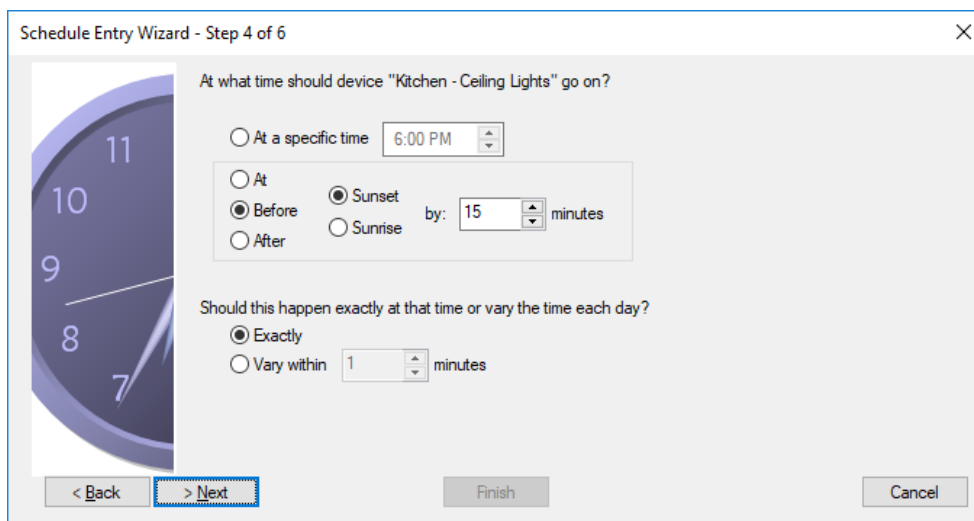 Schedule Entry Wizard - Step 4 of 6
At what time should device "Kitchen - Ceiling Lights" go on?
At a specific time 6:00 PM
At
Before
After
Sunset
Sunrise
by: 15 minutes
Should this happen exactly at that time or vary the time each day?
Exactly
Vary within 1 minutes
11
10
9
8
7
< Back
> Next
Finish
Cancel